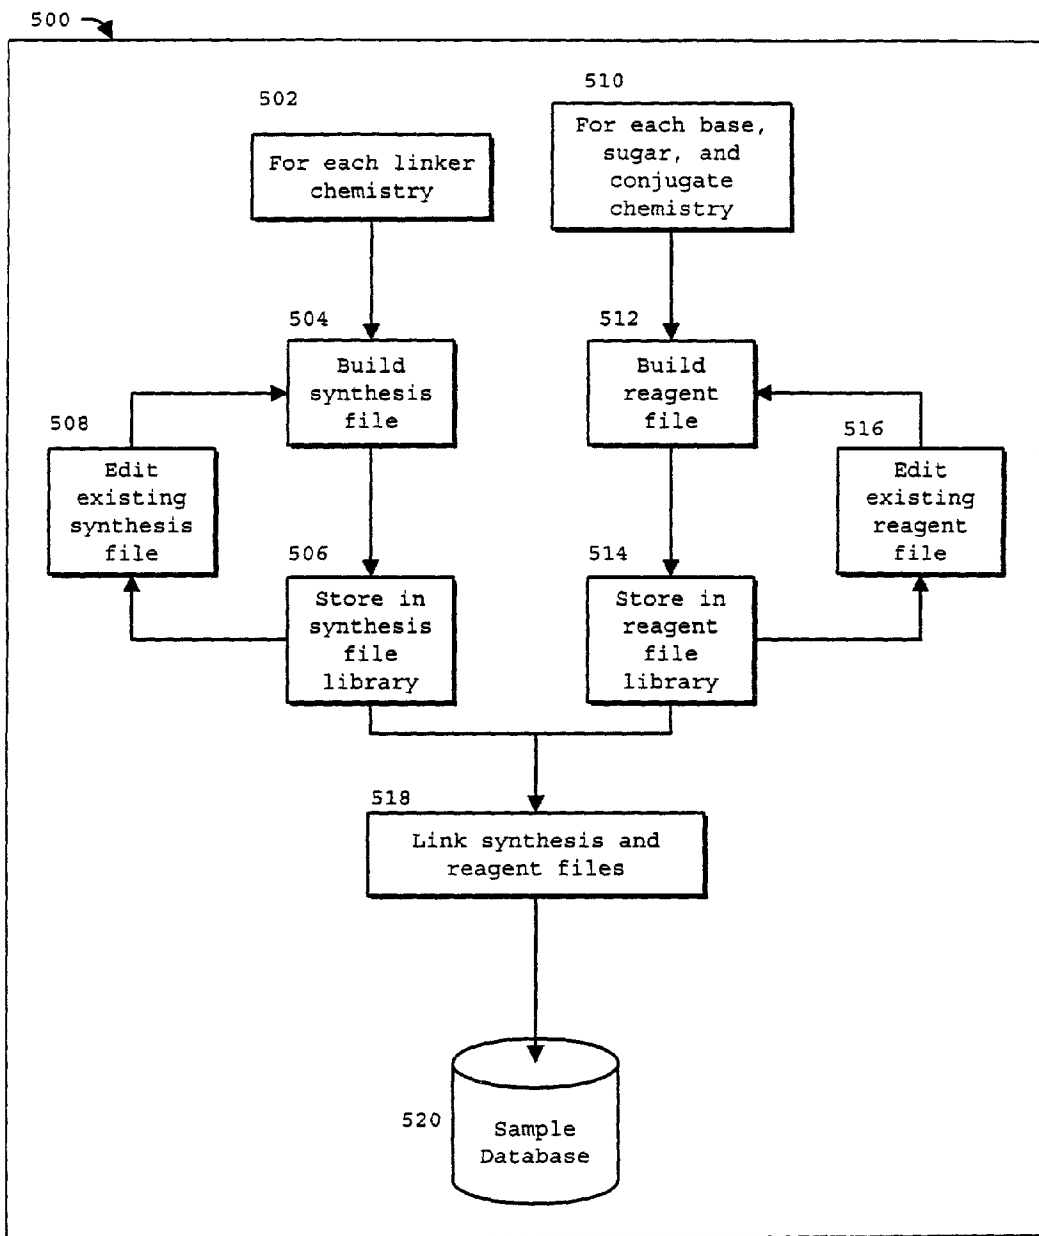 500
502
For each linker
chemistry
510
For each base,
sugar, and
conjugate
chemistry
504
Build
synthesis
file
512
Build
reagent
file
508
Edit
existing
synthesis
file
516
Edit
existing
reagent
file
506
Store in
synthesis
file
library
514
Store in
reagent
file
library
518
Link synthesis and
reagent files
520
Sample
Database